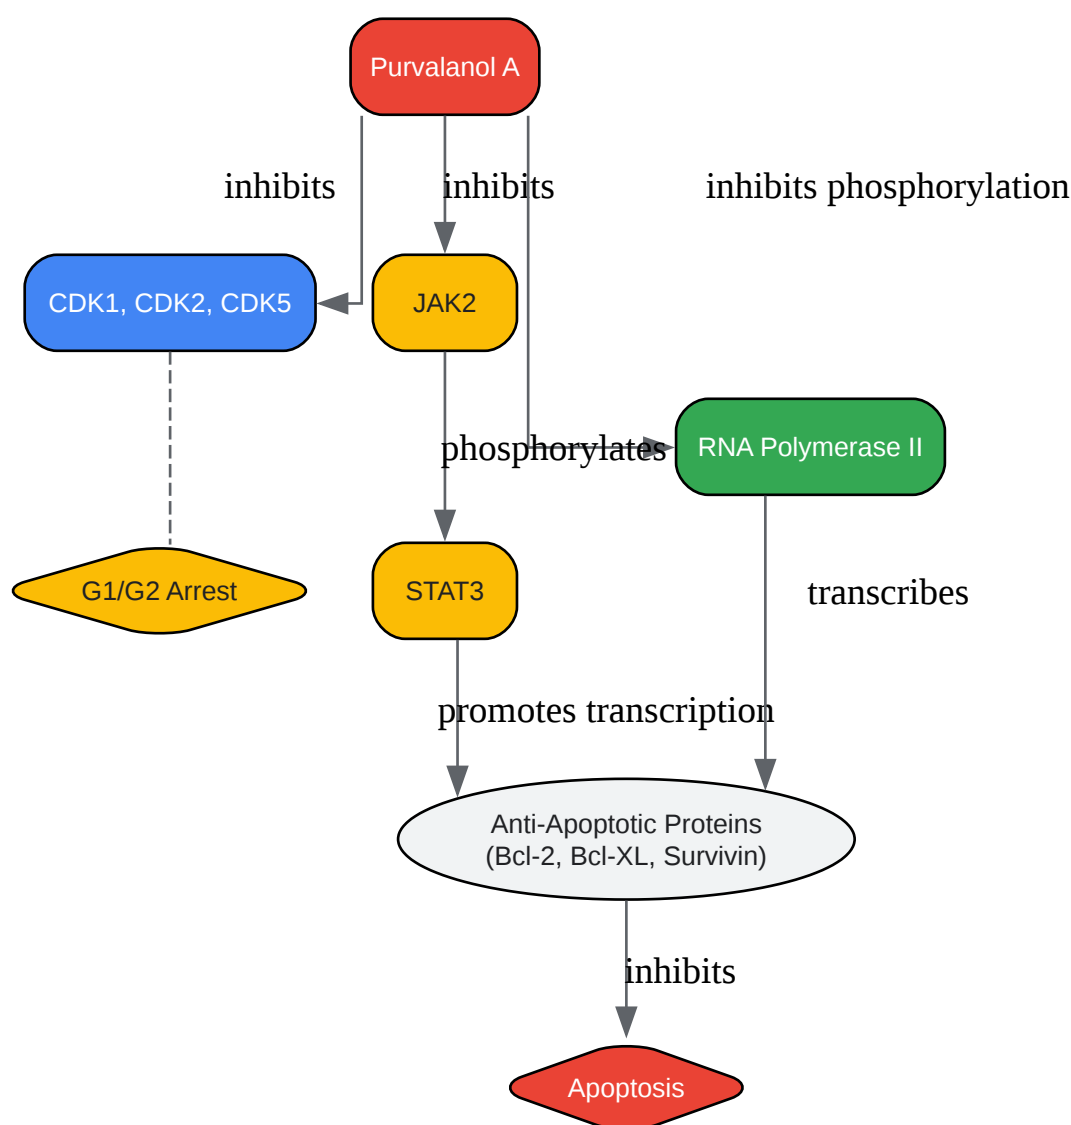 Purvalanol A
inhibits
inhibits
inhibits phosphorylation
CDK1, CDK2, CDK5
JAK2
phosphorylates
RNA Polymerase II
G1/G2 Arrest
STAT3
transcribes
promotes transcription
Anti-Apoptotic Proteins
(Bcl-2, Bcl-XL, Survivin)
inhibits
Apoptosis